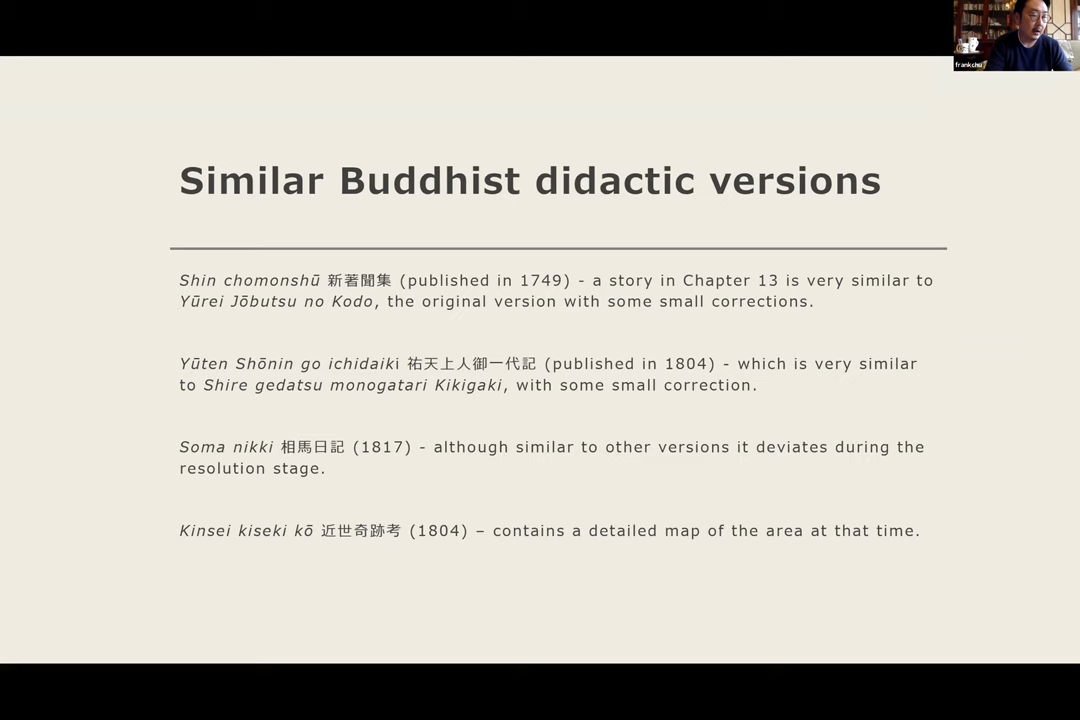 frankchu
Similar Buddhist didactic versions
Shin chomonshū 新著聞集 (published in 1749) - a story in Chapter 13 is very similar to
Yūrei Jōbutsu no Kodo, the original version with some small corrections.
Yūten Shōnin go ichidaiki 祐天上人御一代記 (published in 1804) - which is very similar
to Shire gedatsu monogatari Kikigaki, with some small correction.
Soma nikki 相馬日記 (1817) - although similar to other versions it deviates during the
resolution stage.
Kinsei kiseki kō 近世奇跡考 (1804) – contains a detailed map of the area at that time.